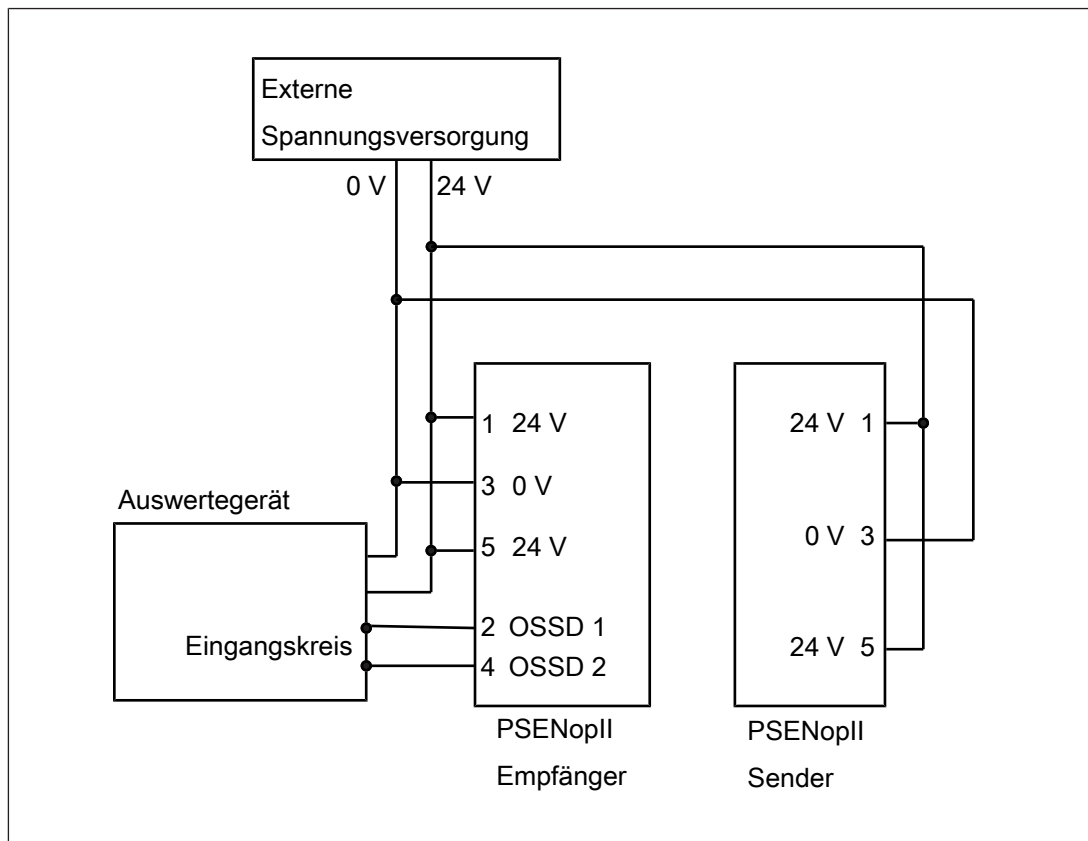 Externe
Spannungsversorgung
0 V
24 V
1 24 V
3 0 V
5 24 V
2 OSSD 1
4 OSSD 2
24 V 1
0 V 3
24 V 5
Auswertegerät
Eingangskreis
PSENopII
Empfänger
PSENopII
Sender